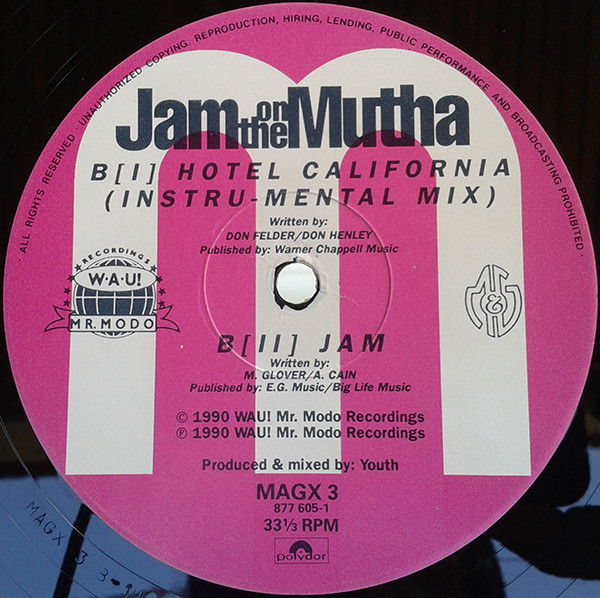 · ALL RIGHTS RESERVED · UNAUTHORIZED COPYING, REPRODUCTION, HIRING, LENDING, PUBLIC PERFORMANCE AND BROADCASTING PROHIBITED ·
Jam on the Mutha
B[I] HOTEL CALIFORNIA
(INSTRU-MENTAL MIX)
Written by:
DON FELDER/DON HENLEY
Published by: Warner Chappell Music
RECORDINGS
W·A·U!
MR. MODO
M&G
B[II] JAM
Written by:
M. GLOVER/A. CAIN
Published by: E.G. Music/Big Life Music
© 1990 WAU! Mr. Modo Recordings
℗ 1990 WAU! Mr. Modo Recordings
Produced & mixed by: Youth
MAGX 3
877 605-1
33⅓ RPM
polydor
MAGX 3 3-